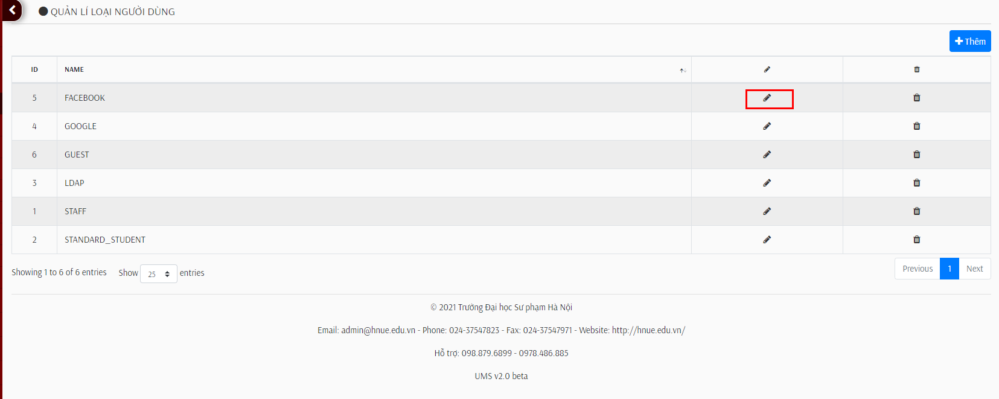 QUẢN LÍ LOẠI NGƯỜI DÙNG
Thêm
ID NAME
5 FACEBOOK
4 GOOGLE
6 GUEST
3 LDAP
1 STAFF
2 STANDARD_STUDENT
Showing 1 to 6 of 6 entries Show 25 entries Previous 1 Next
© 2021 Trường Đại học Sư phạm Hà Nội
Email: admin@hnue.edu.vn - Phone: 024-37547823 - Fax: 024-37547971 - Website: http://hnue.edu.vn/
Hỗ trợ: 098.879.6899 - 0978.486.885
UMS v2.0 beta